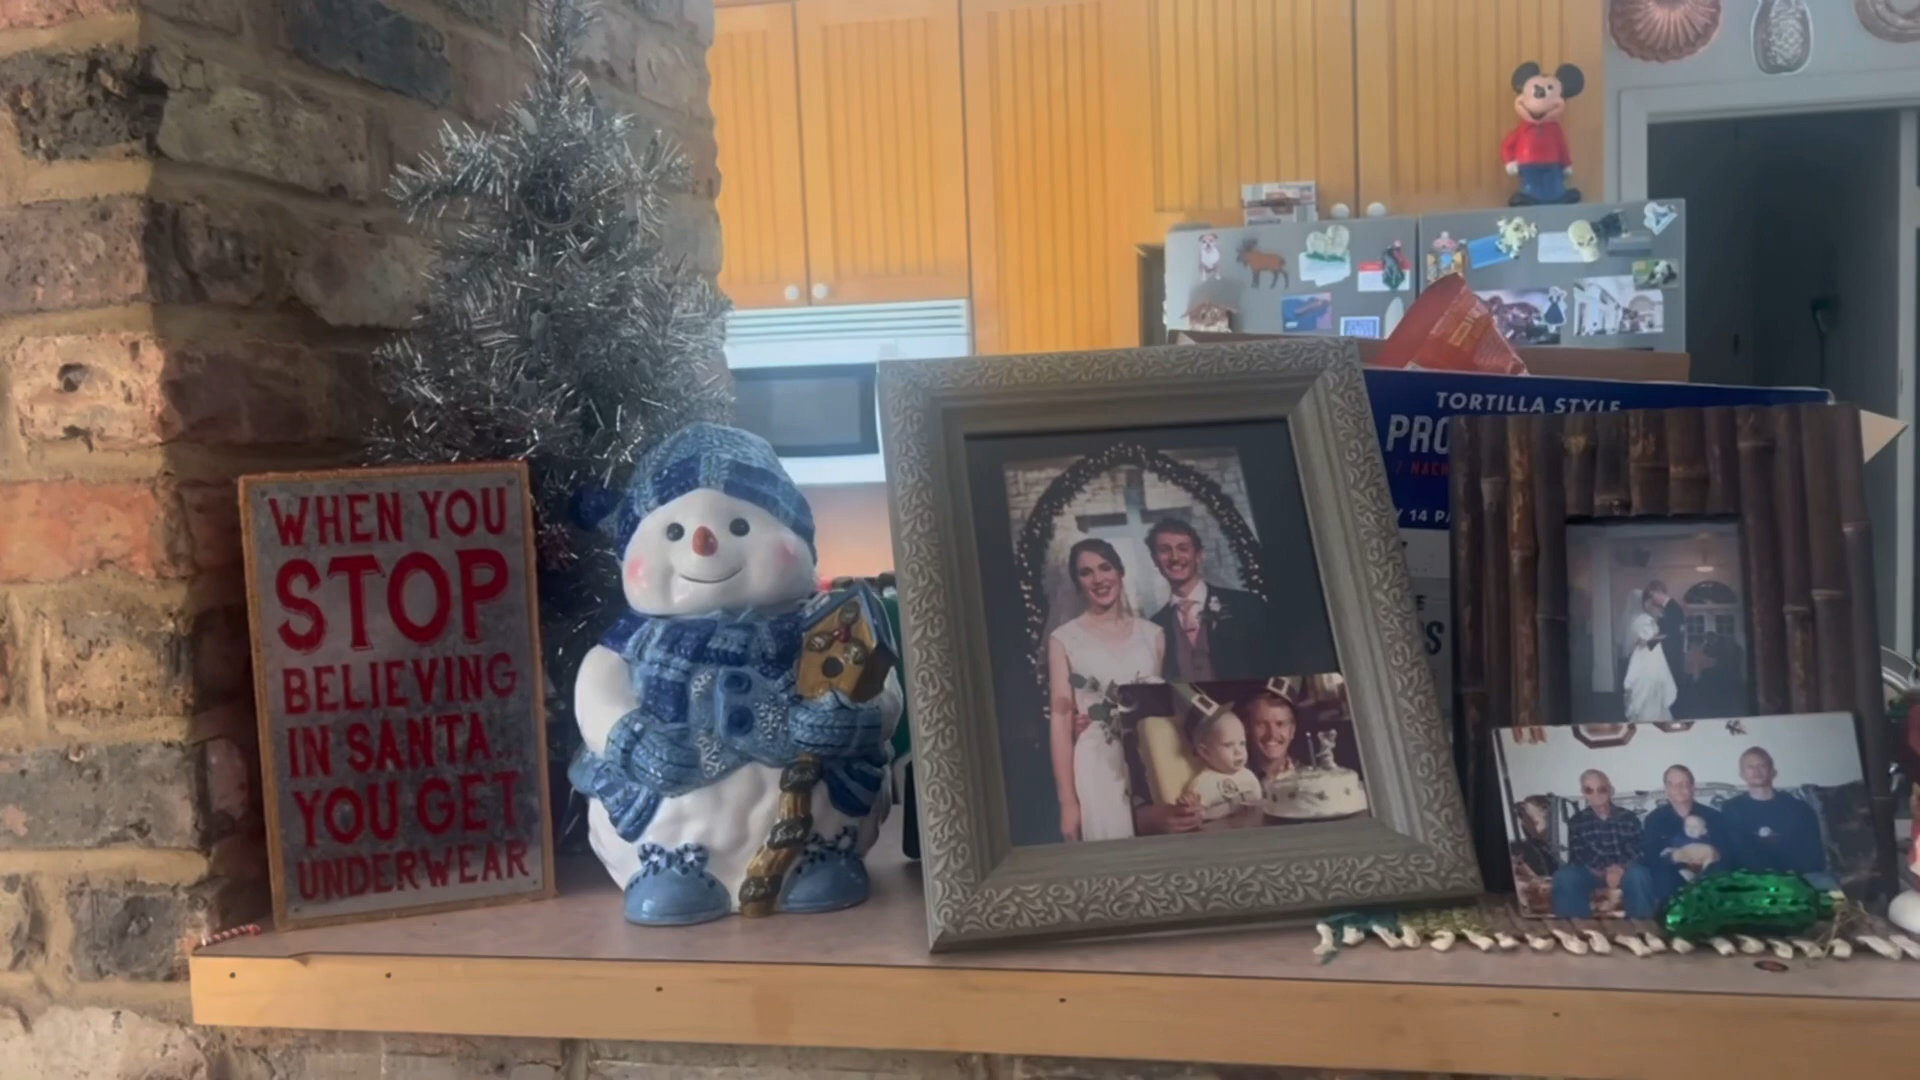 WHEN YOU
STOP
BELIEVING
IN SANTA..
YOU GET
UNDERWEAR
TORTILLA STYLE
PRO